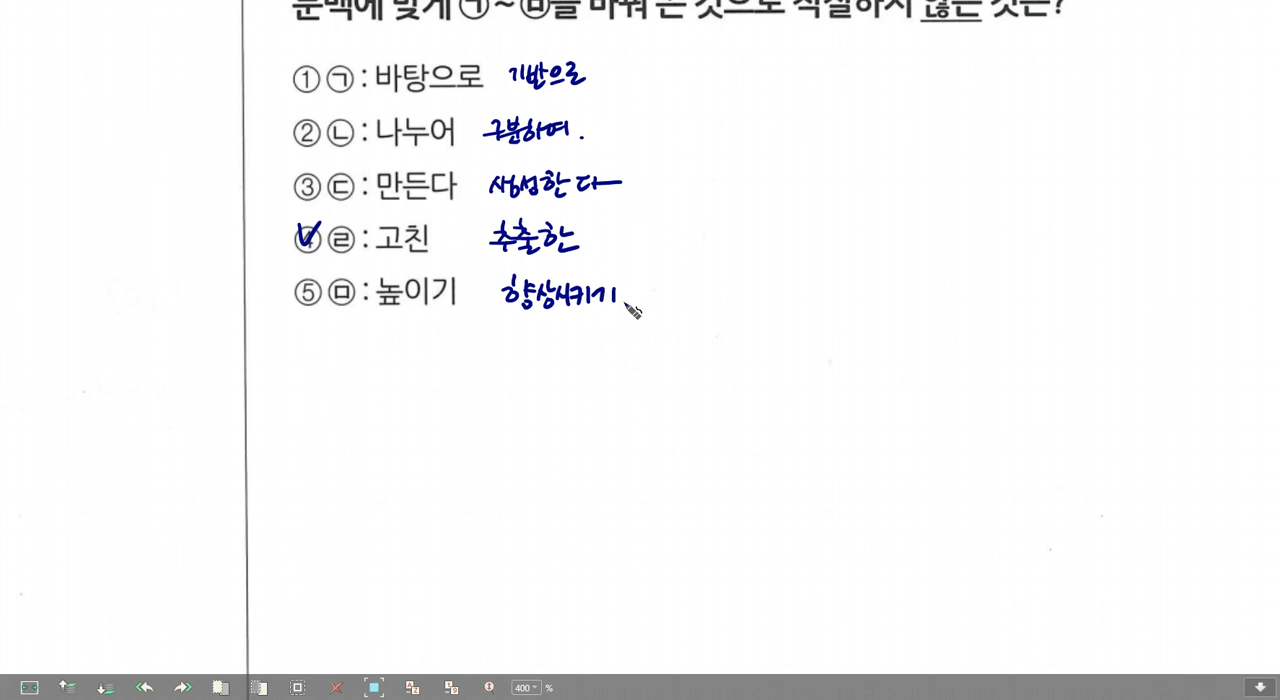 문맥에 맞게 ㉠~㉤을 바꿔 쓴 것으로 적절하지 않은 것은?
① ㉠ : 바탕으로 기반으로
② ㉡ : 나누어 구분하여.
③ ㉢ : 만든다 생성한다
④ ㉣ : 고친 추출한
⑤ ㉤ : 높이기 향상시키기
400 %